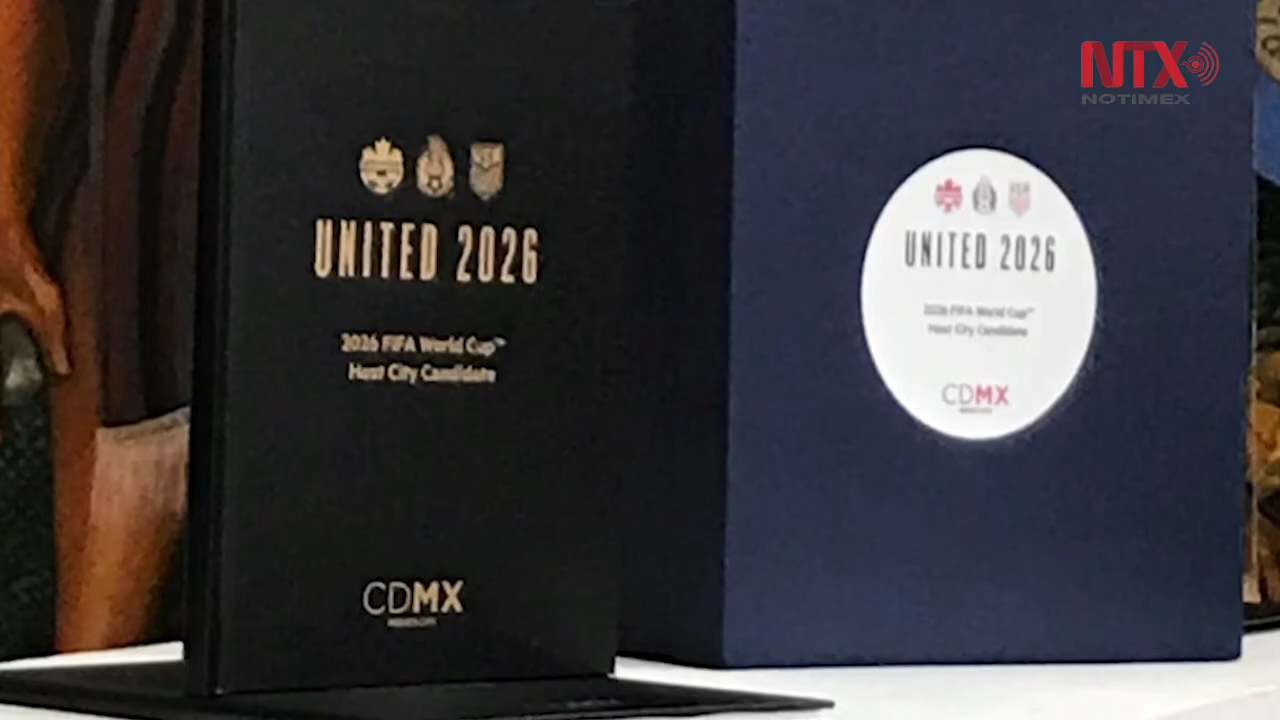 UNITED 2026
2026 FIFA World Cup™
Host City Candidate
CDMX
NTX
NOTIMEX
UNITED 2026
2026 FIFA World Cup™
Host City Candidate
CDMX